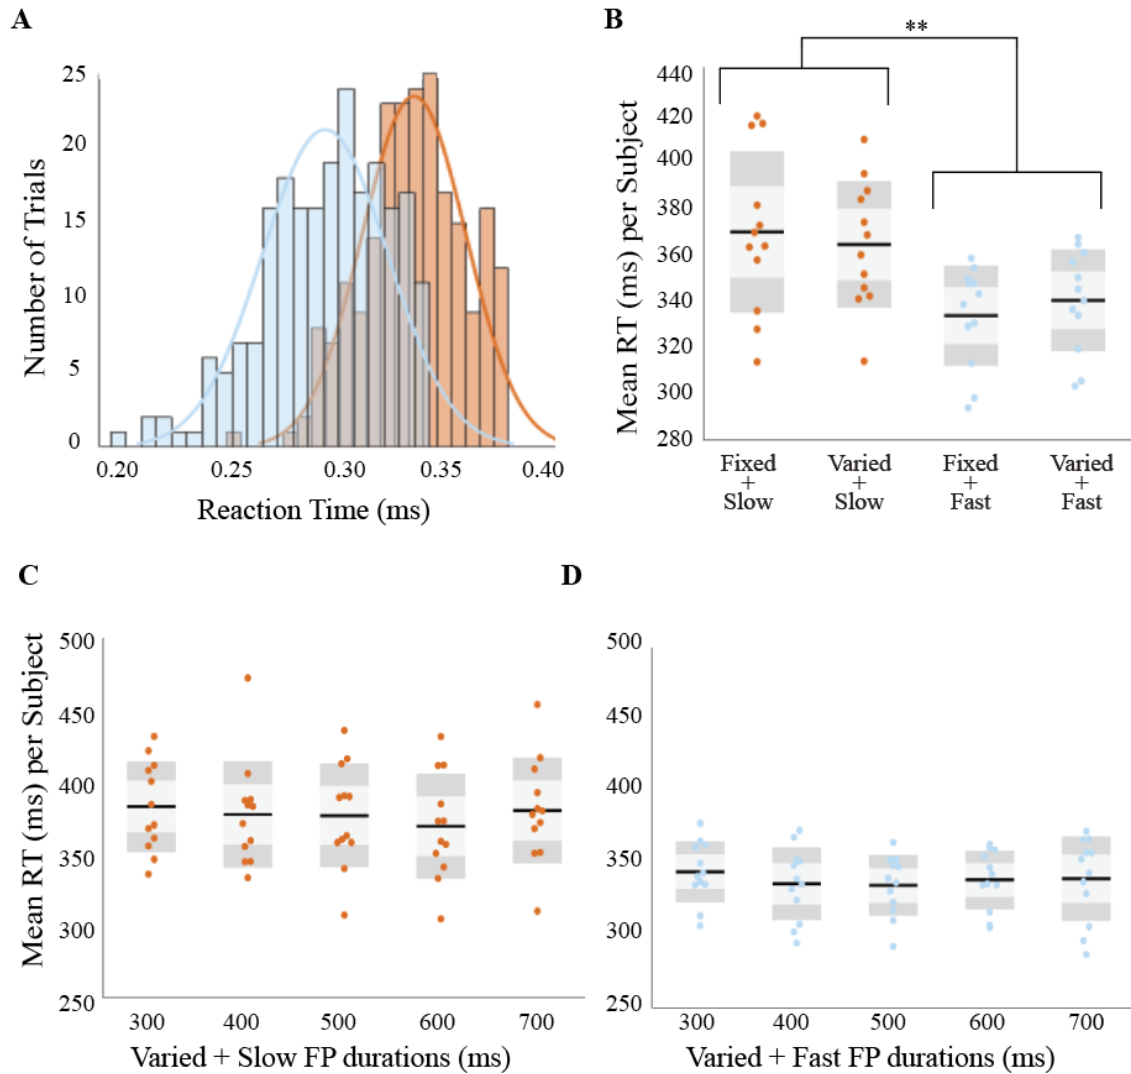 A
Number of Trials
25
20
15
10
5
0
0.20 0.25 0.30 0.35 0.40
Reaction Time (ms)
B
**
Mean RT (ms) per Subject
440
420
400
380
360
340
320
300
280
Fixed + Slow
Varied + Slow
Fixed + Fast
Varied + Fast
C
Mean RT (ms) per Subject
500
450
400
350
300
250
300 400 500 600 700
Varied + Slow FP durations (ms)
D
500
450
400
350
300
250
300 400 500 600 700
Varied + Fast FP durations (ms)